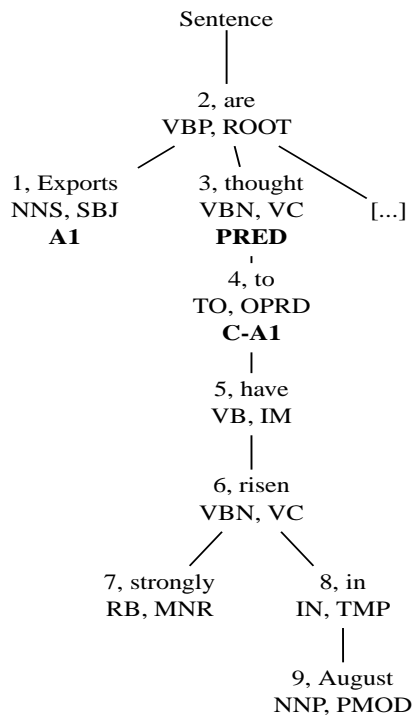 Sentence
2, are
VBP, ROOT
1, Exports
NNS, SBJ
A1
3, thought
VBN, VC
PRED
[...]
4, to
TO, OPRD
C-A1
5, have
VB, IM
6, risen
VBN, VC
7, strongly
RB, MNR
8, in
IN, TMP
9, August
NNP, PMOD